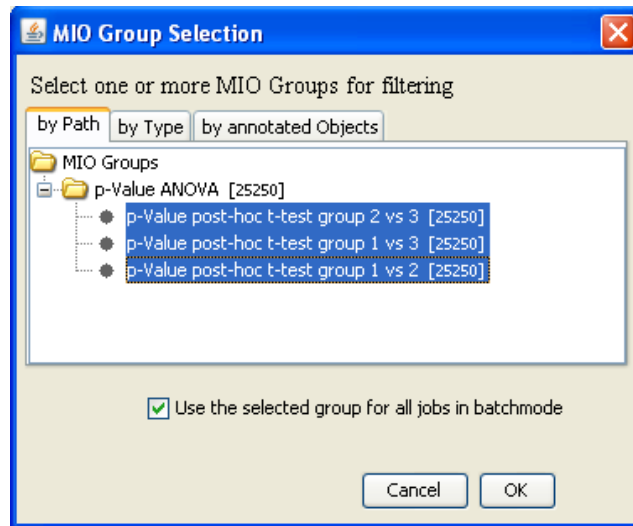 MIO Group Selection
Select one or more MIO Groups for filtering
by Path by Type by annotated Objects
MIO Groups
p-Value ANOVA [25250]
p-Value post-hoc t-test group 2 vs 3 [25250]
p-Value post-hoc t-test group 1 vs 3 [25250]
p-Value post-hoc t-test group 1 vs 2 [25250]
Use the selected group for all jobs in batchmode
Cancel OK